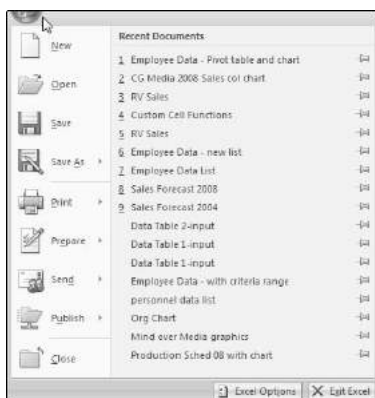 New
Open
Save
Save As
Print
Prepare
Send
Publish
Close
Recent Documents
1 Employee Data - Pivot table and chart
2 CG Media 2008 Sales col chart
3 RV Sales
4 Custom Cell Functions
5 RV Sales
6 Employee Data - new list
7 Employee Data List
8 Sales Forecast 2008
9 Sales Forecast 2004
Data Table 2-input
Data Table 1-input
Data Table 1-input
Employee Data - with criteria range
personnel data list
Org Chart
Mind over Media graphics
Production Sched 08 with chart
Excel Options
Exit Excel